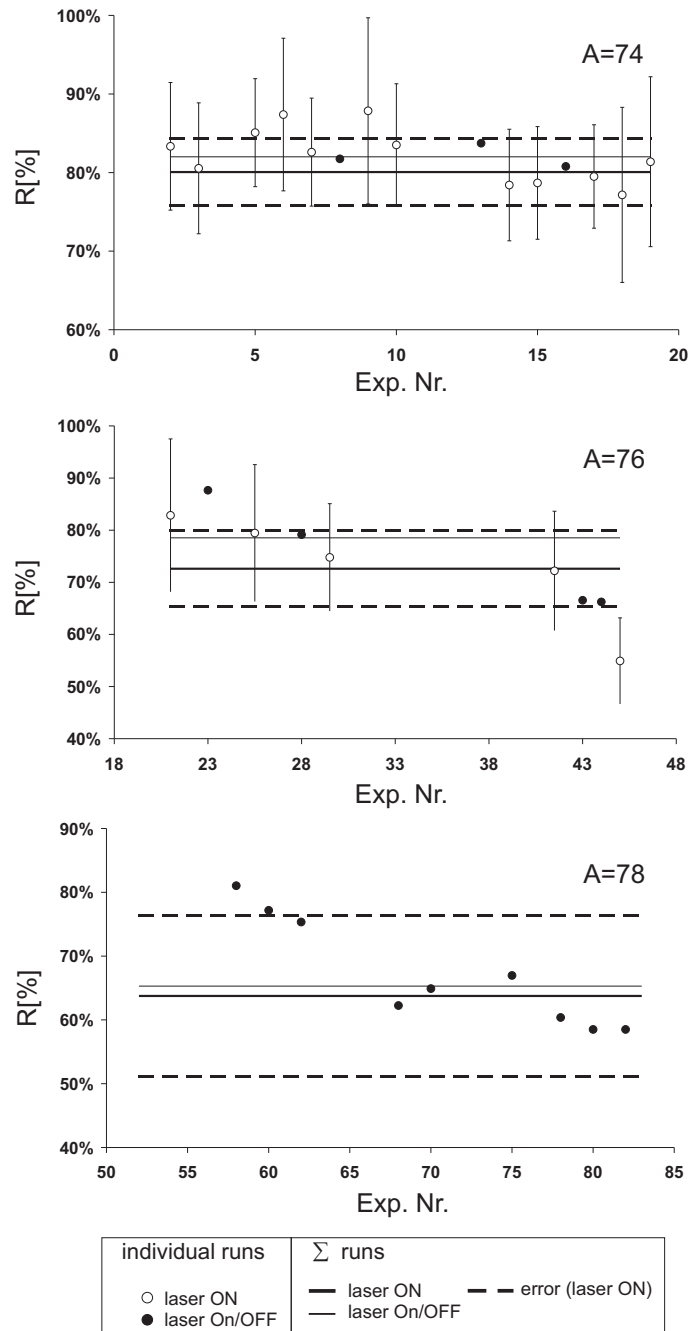 100%
90%
80%
70%
60%
R[%]
A=74
0 5 10 15 20
Exp. Nr.
100%
90%
80%
70%
60%
50%
40%
R[%]
A=76
18 23 28 33 38 43 48
Exp. Nr.
90%
80%
70%
60%
50%
40%
R[%]
A=78
50 55 60 65 70 75 80 85
Exp. Nr.
individual runs
laser ON
laser On/OFF
Σ runs
laser ON
error (laser ON)
laser On/OFF